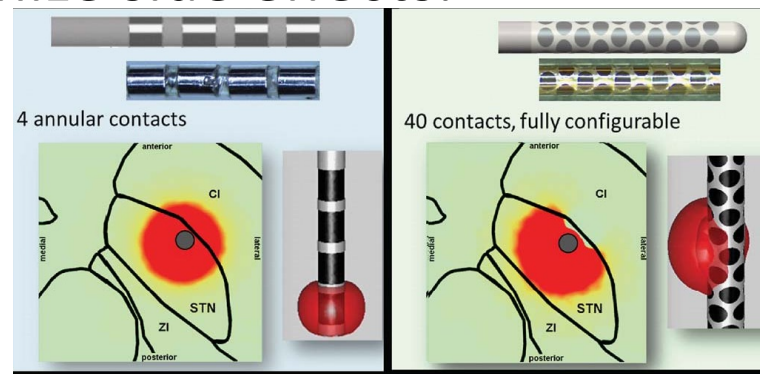 4 annular contacts
anterior
CI
medial
lateral
STN
ZI
posterior
40 contacts, fully configurable
anterior
CI
medial
lateral
STN
ZI
posterior